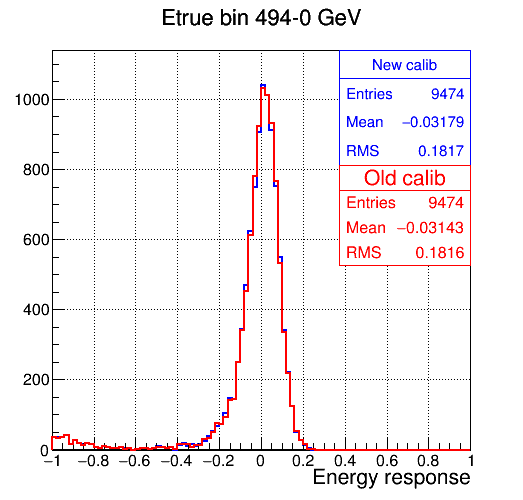 Etrue bin 494-0 GeV
New calib
Entries 9474
Mean −0.03179
RMS 0.1817
Old calib
Entries 9474
Mean −0.03143
RMS 0.1816
1000
800
600
400
200
0
−1 −0.8 −0.6 −0.4 −0.2 0 0.2 0.4 0.6 0.8 1
Energy response